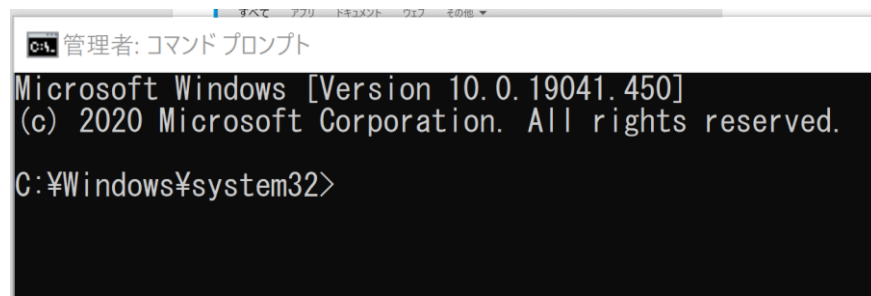 すべて アプリ ドキュメント ウェブ その他 ▾
管理者: コマンド プロンプト
Microsoft Windows [Version 10.0.19041.450]
(c) 2020 Microsoft Corporation. All rights reserved.
C:¥Windows¥system32>